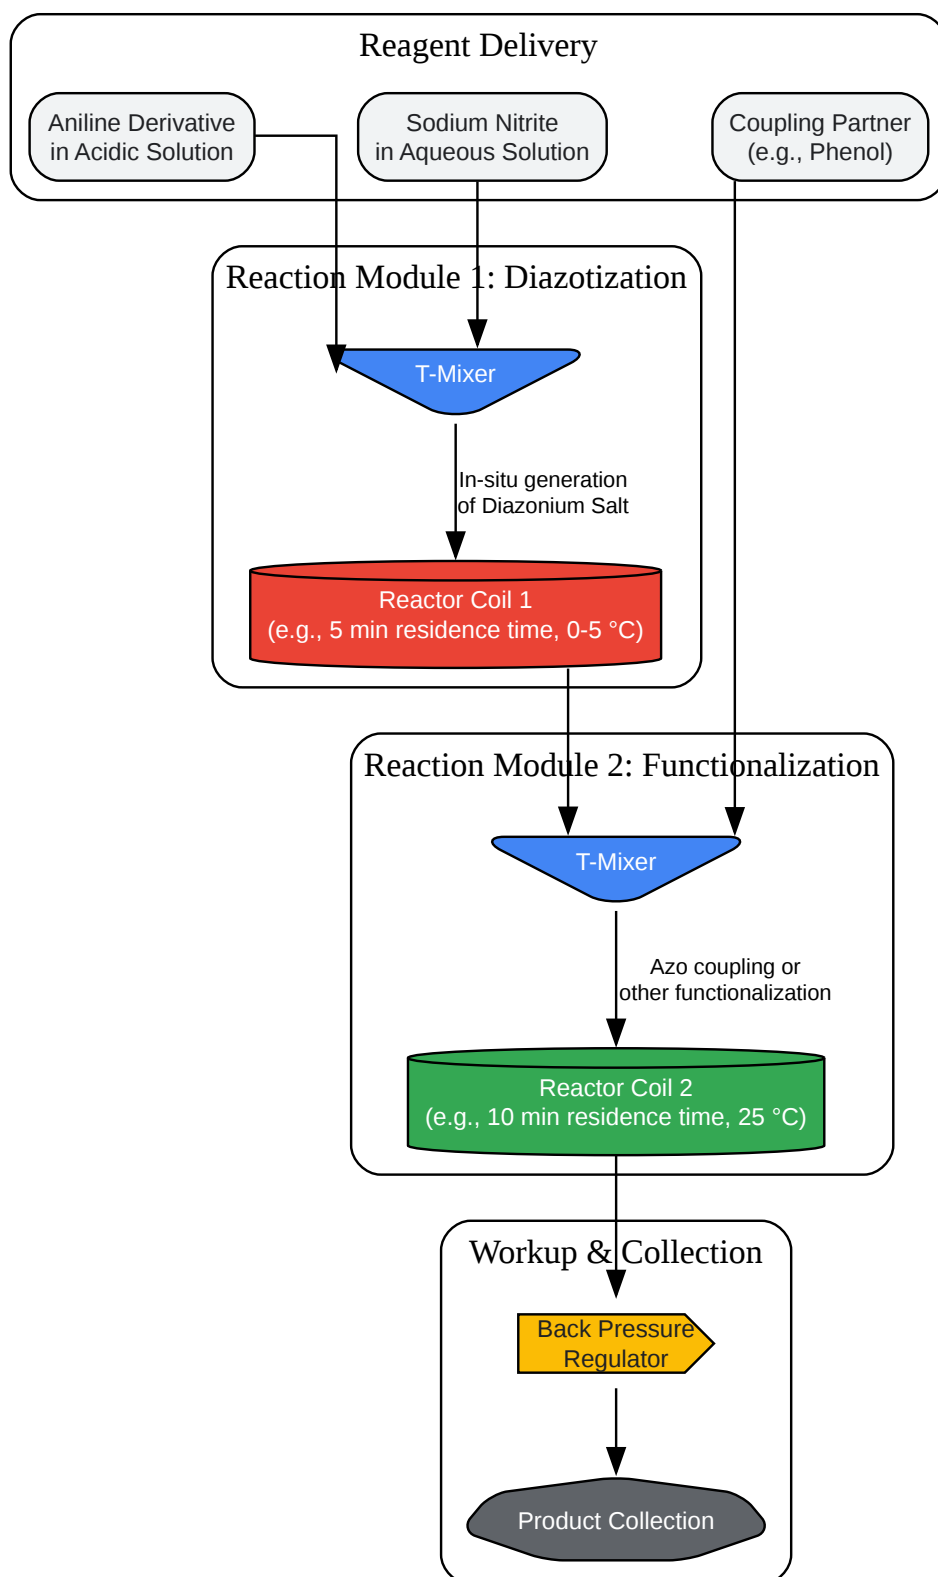 Reagent Delivery
Aniline Derivative
in Acidic Solution
Sodium Nitrite
in Aqueous Solution
Coupling Partner
(e.g., Phenol)
Reaction Module 1: Diazotization
T-Mixer
In-situ generation
of Diazonium Salt
Reactor Coil 1
(e.g., 5 min residence time, 0-5 °C)
Reaction Module 2: Functionalization
T-Mixer
Azo coupling or
other functionalization
Reactor Coil 2
(e.g., 10 min residence time, 25 °C)
Workup & Collection
Back Pressure
Regulator
Product Collection